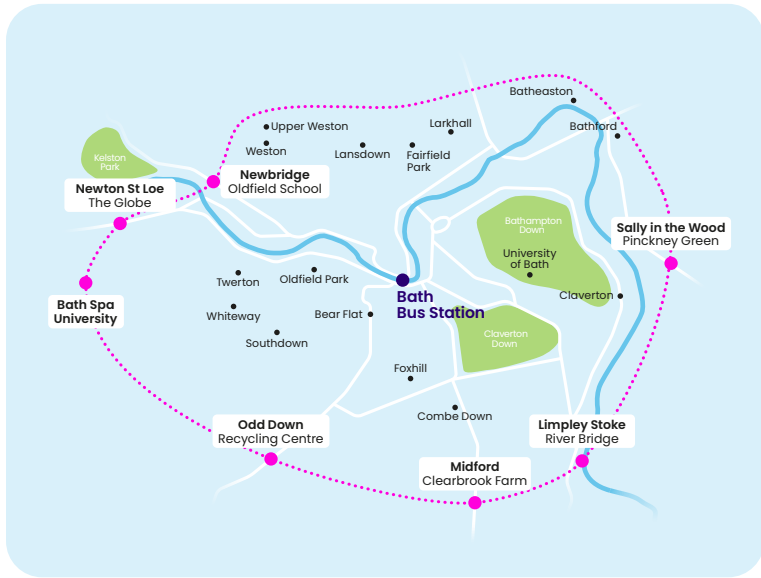 Batheaston
Upper Weston
Larkhall
Bathford
Weston
Lansdown
Fairfield
Park
Kelston
Park
Newbridge
Oldfield School
Newton St Loe
The Globe
Bathampton
Down
Sally in the Wood
Pinckney Green
University
of Bath
Twerton
Oldfield Park
Claverton
Bath
Bus Station
Bath Spa
University
Whiteway
Bear Flat
Southdown
Claverton
Down
Foxhill
Combe Down
Odd Down
Recycling Centre
Limpley Stoke
River Bridge
Midford
Clearbrook Farm